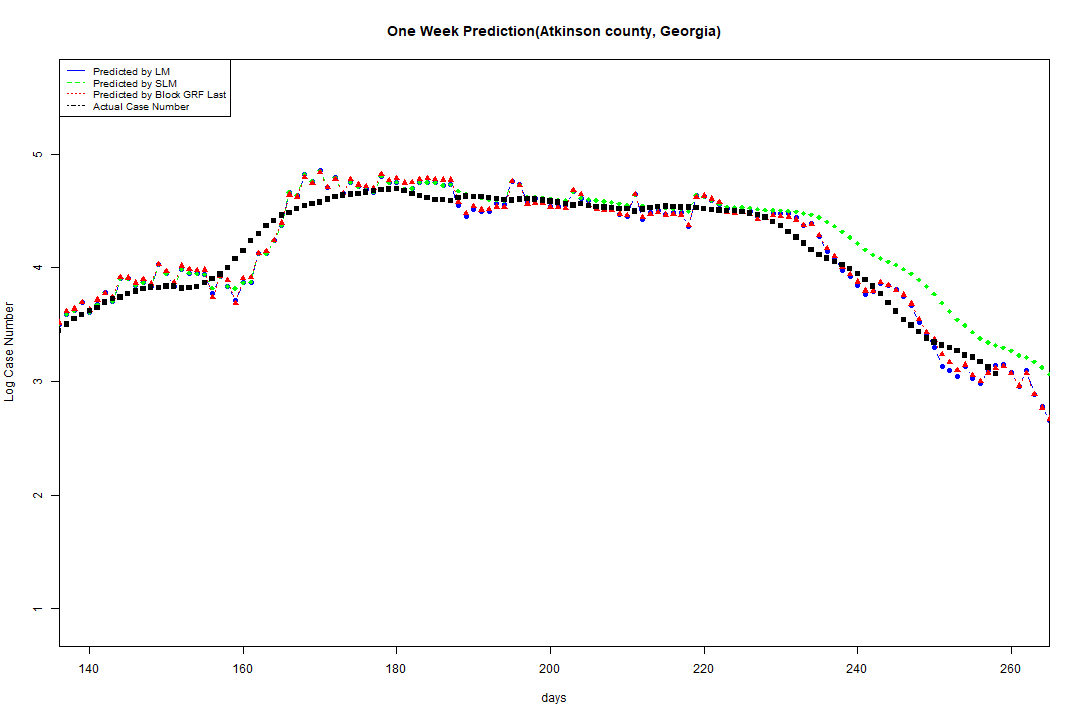 One Week Prediction(Atkinson county, Georgia)
Predicted by LM
Predicted by SLM
Predicted by Block GRF Last
Actual Case Number
5
4
3
2
1
Log Case Number
140 160 180 200 220 240 260
days